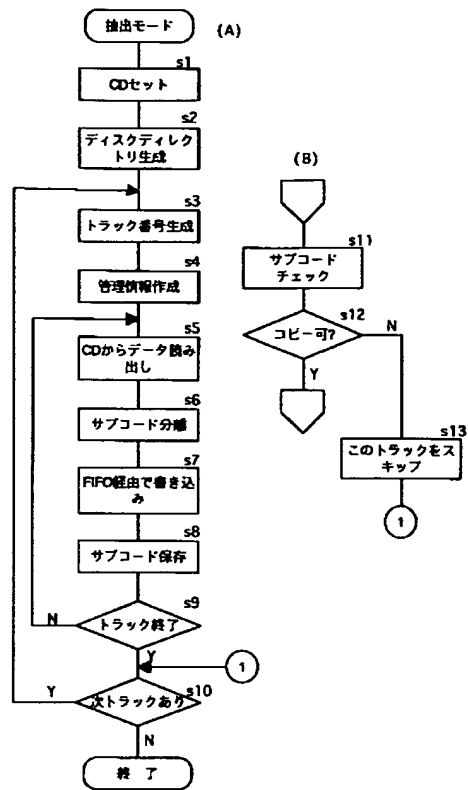 抽出モード
(A)
s1
CDセット
s2
ディスクディレク
トリ生成
s3
トラック番号生成
s4
管理情報作成
s5
CDからデータ読み
出し
s6
サブコード分離
s7
FIFO経由で書き込
み
s8
サブコード保存
s9
トラック終了
N
Y
1
s10
次トラックあり
Y
N
終 了
(B)
s11
サブコード
チェック
s12
コピー可?
N
Y
s13
このトラックをス
キップ
1